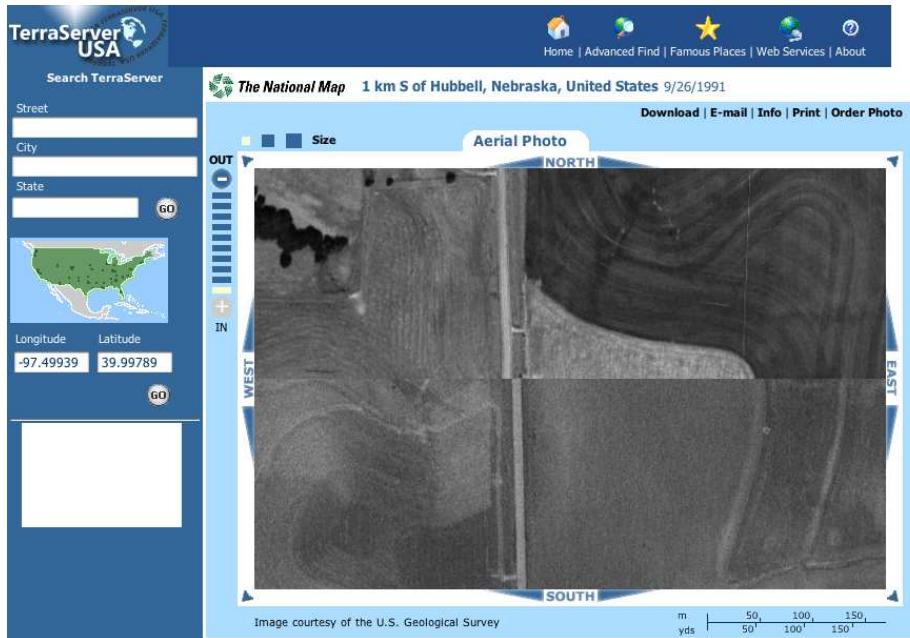 TerraServer
USA
Home | Advanced Find | Famous Places | Web Services | About
Search TerraServer
Street
City
State
GO
Longitude Latitude
-97.49939 39.99789
GO
The National Map 1 km S of Hubbell, Nebraska, United States 9/26/1991
Download | E-mail | Info | Print | Order Photo
Size
Aerial Photo
OUT
IN
NORTH
WEST
EAST
SOUTH
Image courtesy of the U.S. Geological Survey
m 50 100 150
yds 50 100 150